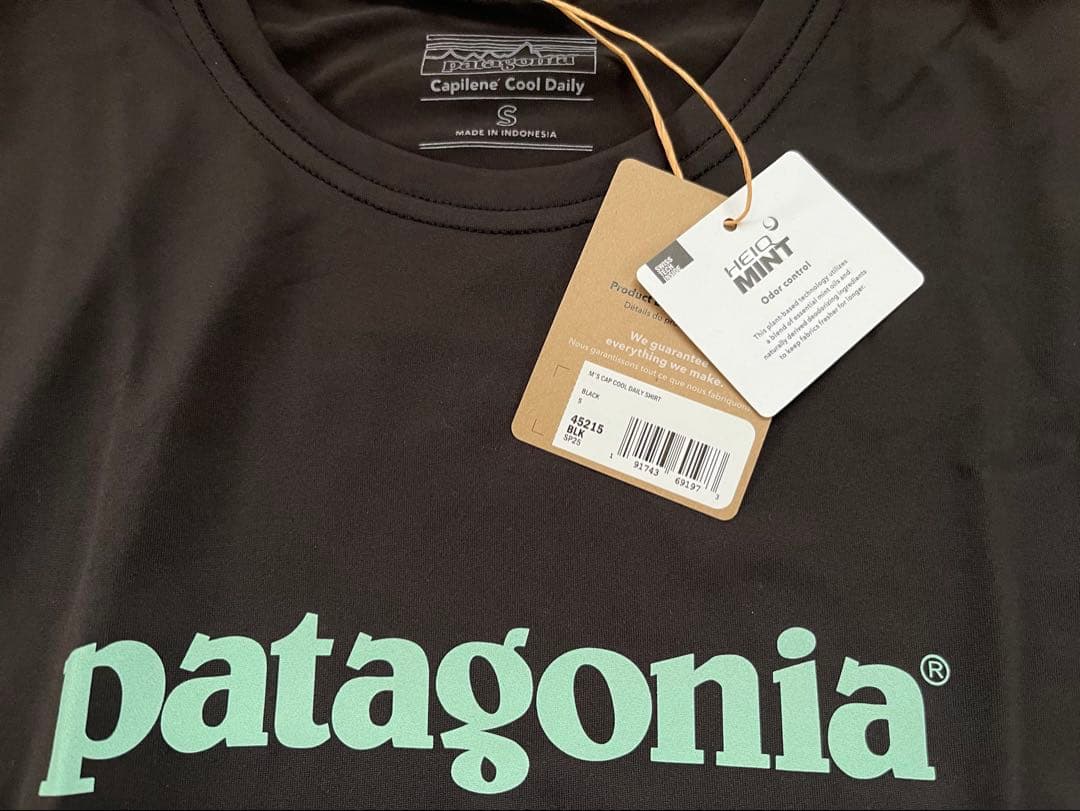 patagonia
Capilene® Cool Daily
S
MADE IN INDONESIA
SWISS
TECH
HEIQ
MINT
Odor control
This plant-based technology utilizes
a blend of essential mint oils and
naturally derived deodorizing ingredients
to keep fabrics fresher for longer.
Product
Détails du
We guarantee
everything we make.
Nous garantissons tout ce que nous fabriquons.
M'S CAP COOL DAILY SHIRT
BLACK
S
45215
BLK
SP25
1 91743 69197 3
patagonia®